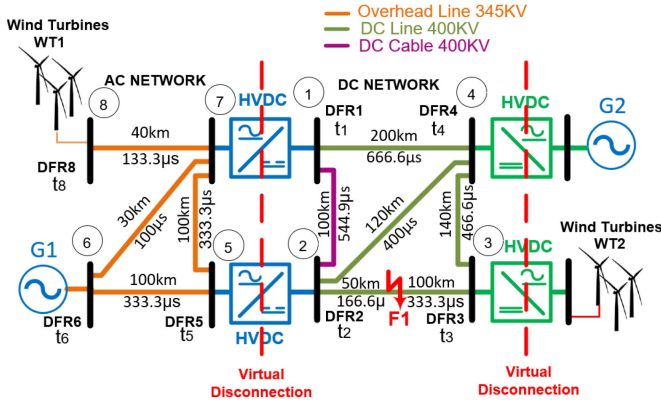 Overhead Line 345KV
DC Line 400KV
DC Cable 400KV
Wind Turbines
WT1
AC NETWORK
DC NETWORK
8
7
HVDC
1
4
HVDC
G2
DFR1
t1
DFR4
t4
40km
133.3µs
200km
666.6µs
DFR8
t8
30km
100µs
100km
333.3µs
100km
544.9µs
120km
400µs
140km
466.6µs
G1
6
5
2
3
HVDC
Wind Turbines
WT2
100km
333.3µs
50km
166.6µ
F1
100km
333.3µs
DFR6
t6
DFR5
t5
HVDC
DFR2
t2
DFR3
t3
Virtual
Disconnection
Virtual
Disconnection